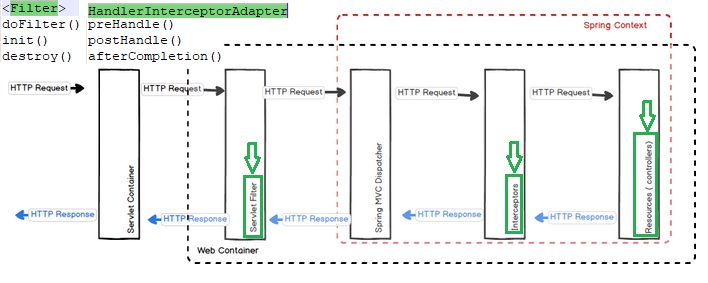 <Filter> HandlerInterceptorAdapter
doFilter() preHandle()
init() postHandle()
destroy() afterCompletion()
Spring Context
HTTP Request
HTTP Request
HTTP Request
HTTP Request
HTTP Request
Servlet Container
Servlet Filter
Spring MVC Dispatcher
Interceptors
Resources ( controllers)
HTTP Response
HTTP Response
HTTP Response
HTTP Response
HTTP Response
Web Container